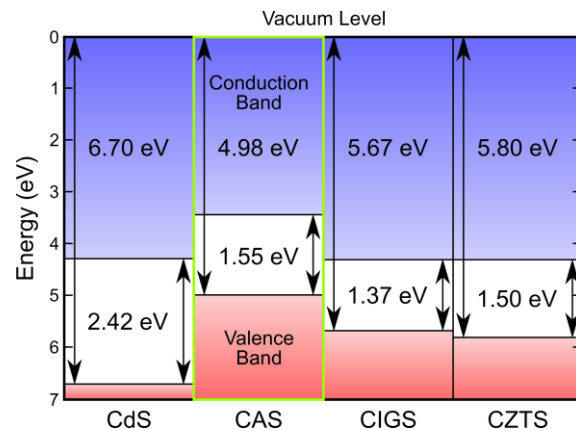 Vacuum Level
0
1
2
3
4
5
6
7
Energy (eV)
Conduction
Band
6.70 eV
4.98 eV
5.67 eV
5.80 eV
1.55 eV
1.37 eV
1.50 eV
2.42 eV
Valence
Band
CdS
CAS
CIGS
CZTS